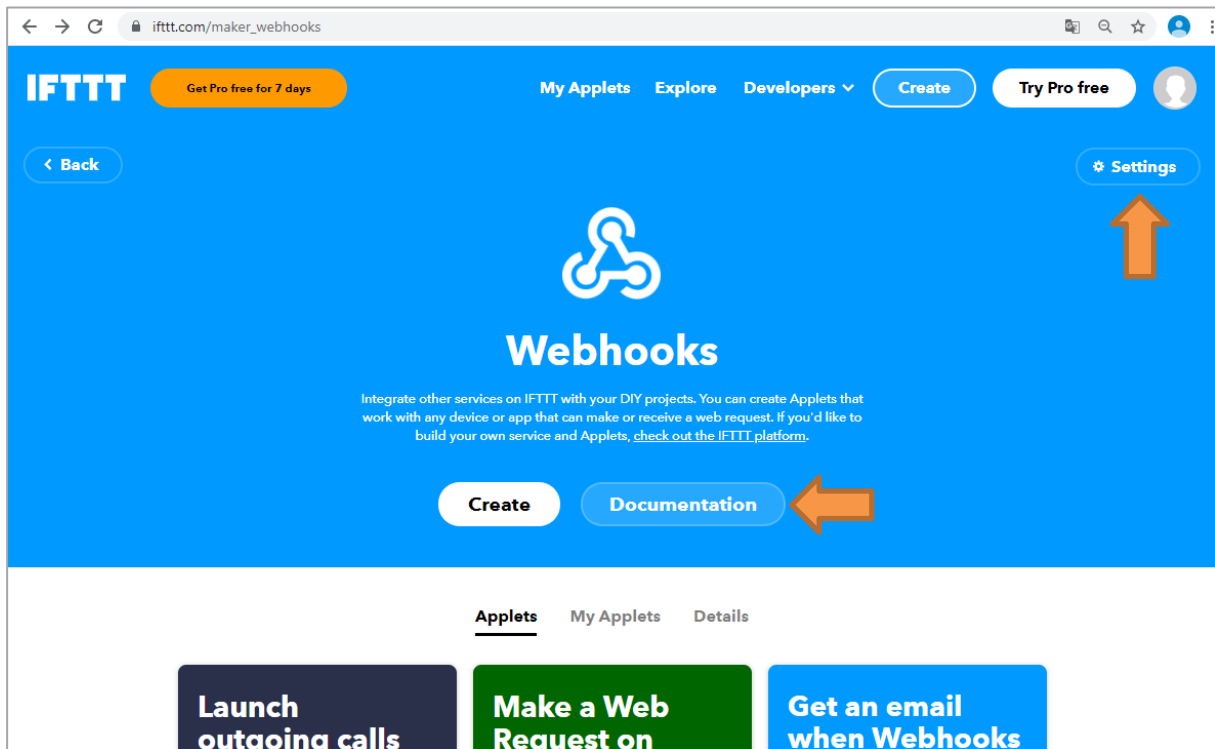 ifttt.com/maker_webhooks
IFTTT
Get Pro free for 7 days
My Applets
Explore
Developers
Create
Try Pro free
Back
Settings
Webhooks
Integrate other services on IFTTT with your DIY projects. You can create Applets that
work with any device or app that can make or receive a web request. If you'd like to
build your own service and Applets, check out the IFTTT platform.
Create
Documentation
Applets
My Applets
Details
Launch
outgoing calls
Make a Web
Request on
Get an email
when Webhooks